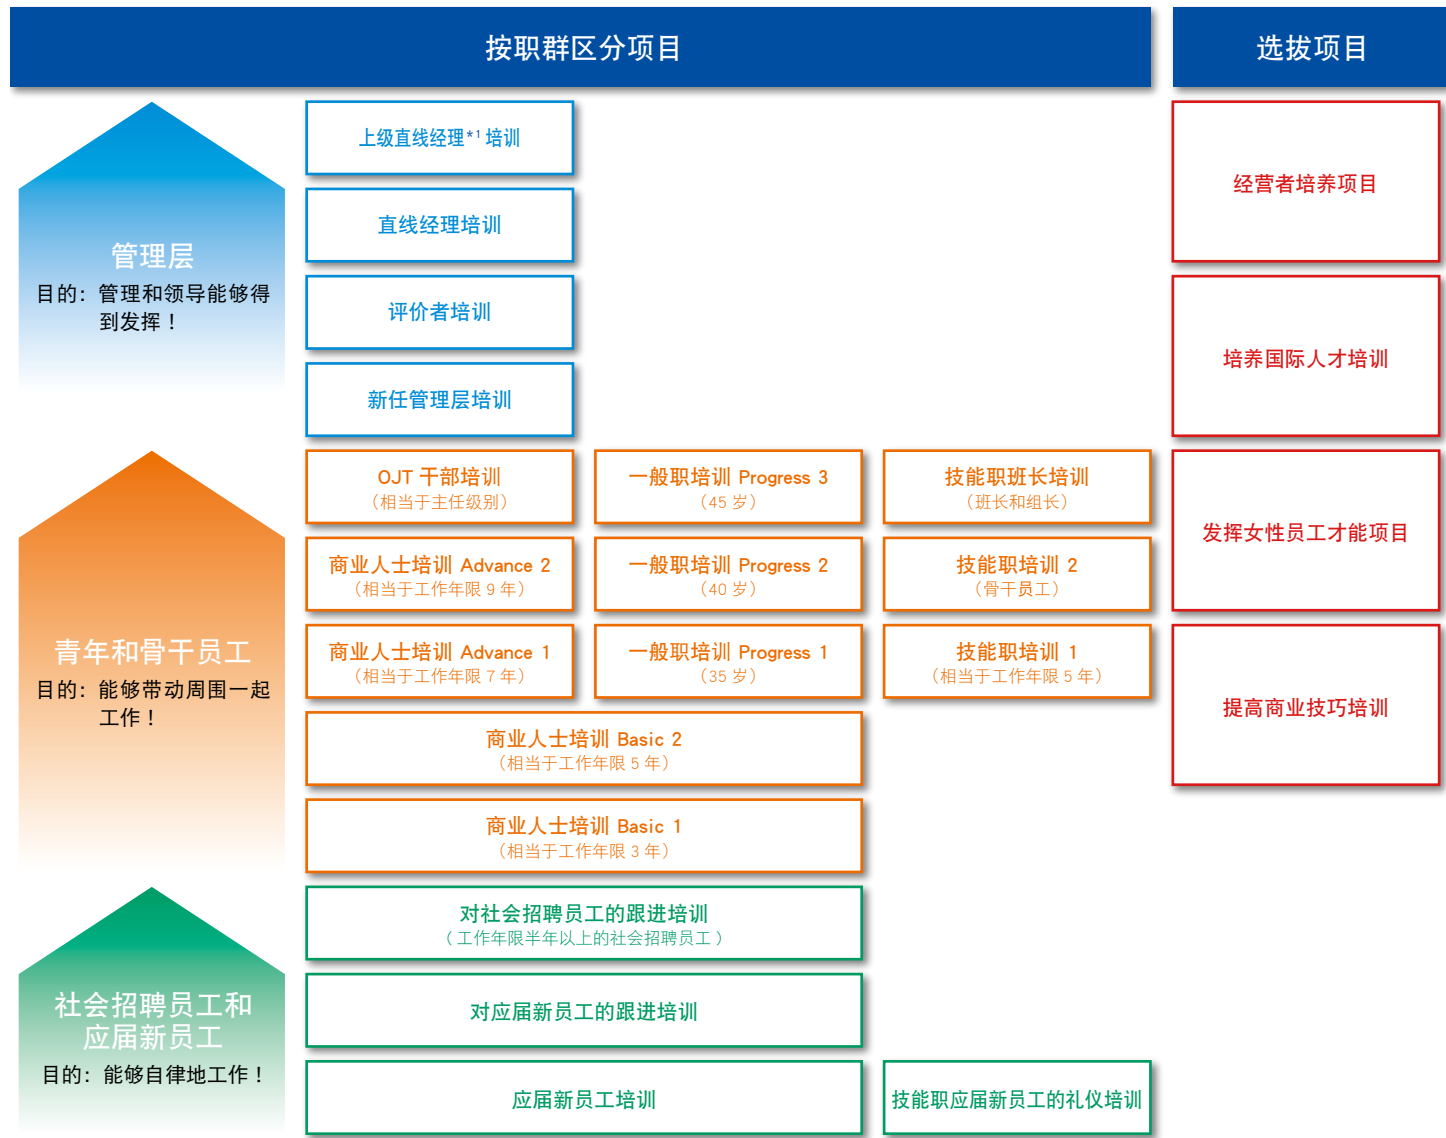 按职群区分项目
选拔项目
管理层
目的：管理和领导能够得
到发挥！
上级直线经理*1 培训
直线经理培训
评价者培训
新任管理层培训
经营者培养项目
培养国际人才培训
青年和骨干员工
目的：能够带动周围一起
工作！
OJT 干部培训
（相当于主任级别）
一般职培训 Progress 3
（45 岁）
技能职班长培训
（班长和组长）
商业人士培训 Advance 2
（相当于工作年限 9 年）
一般职培训 Progress 2
（40 岁）
技能职培训 2
（骨干员工）
商业人士培训 Advance 1
（相当于工作年限 7 年）
一般职培训 Progress 1
（35 岁）
技能职培训 1
（相当于工作年限 5 年）
商业人士培训 Basic 2
（相当于工作年限 5 年）
商业人士培训 Basic 1
（相当于工作年限 3 年）
发挥女性员工才能项目
提高商业技巧培训
社会招聘员工和
应届新员工
目的：能够自律地工作！
对社会招聘员工的跟进培训
（工作年限半年以上的社会招聘员工）
对应届新员工的跟进培训
应届新员工培训
技能职应届新员工的礼仪培训